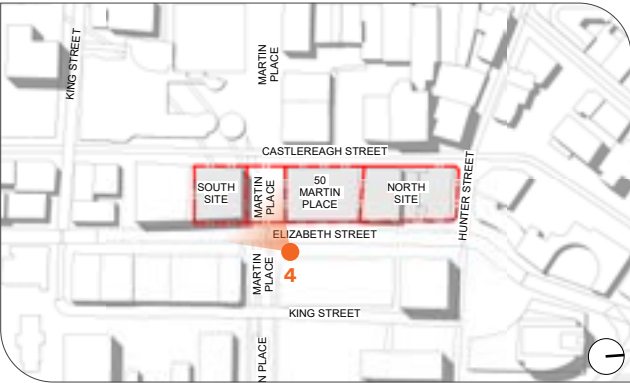 KING STREET
MARTIN
PLACE
CASTLEREAGH STREET
HUNTER STREET
SOUTH
SITE
MARTIN
PLACE
50
MARTIN
PLACE
NORTH
SITE
ELIZABETH STREET
MARTIN
PLACE
4
KING STREET
N PLACE